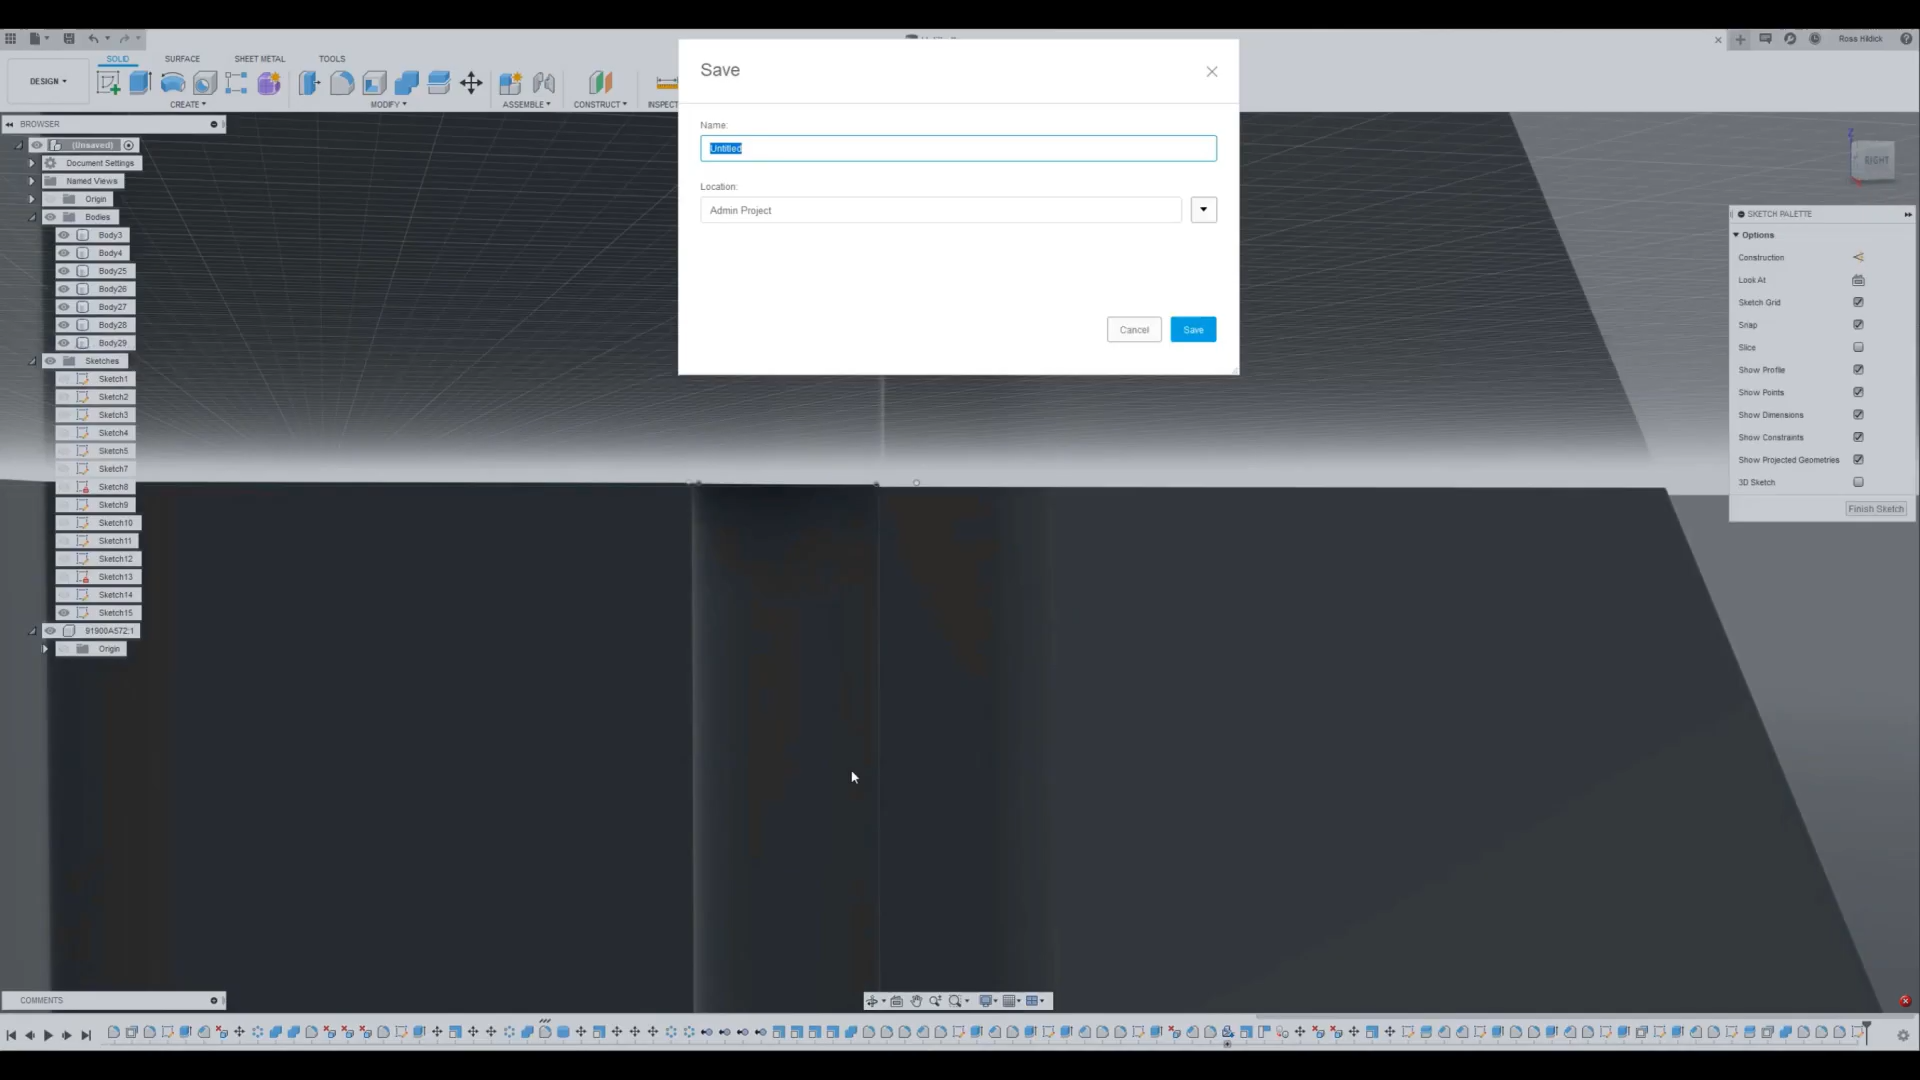 Save
Ross Hildick
SOLID
SURFACE
SHEET METAL
TOOLS
DESIGN
CREATE
MODIFY
ASSEMBLE
CONSTRUCT
INSPECT
BROWSER
(Unsaved)
Document Settings
Named Views
Origin
Bodies
Body3
Body4
Body25
Body26
Body27
Body28
Body29
Sketches
Sketch1
Sketch2
Sketch3
Sketch4
Sketch5
Sketch7
Sketch8
Sketch9
Sketch10
Sketch11
Sketch12
Sketch13
Sketch14
Sketch15
91900A572:1
Origin
Name:
Untitled
Location:
Admin Project
Cancel
Save
Z
RIGHT
SKETCH PALETTE
Options
Construction
Look At
Sketch Grid
Snap
Slice
Show Profile
Show Points
Show Dimensions
Show Constraints
Show Projected Geometries
3D Sketch
Finish Sketch
COMMENTS